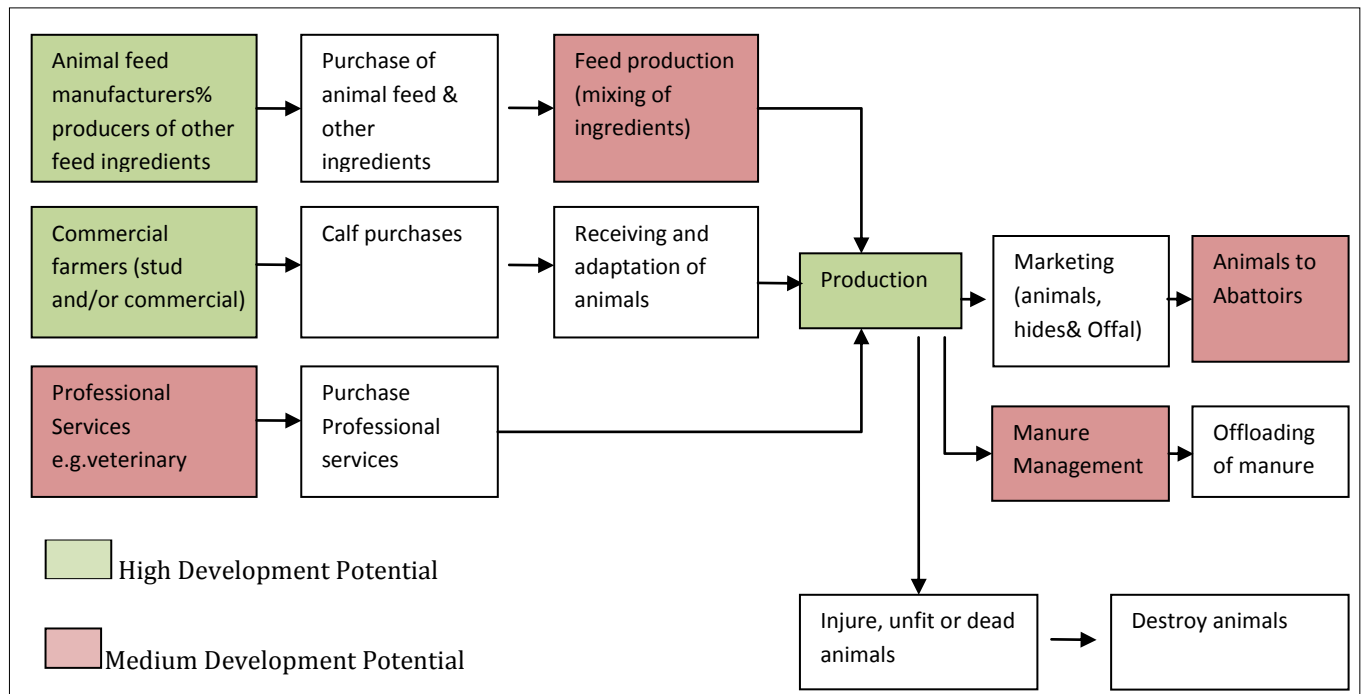 Animal feed
manufacturers%
producers of other
feed ingredients
Purchase of
animal feed &
other
ingredients
Feed production
(mixing of
ingredients)
Commercial
farmers (stud
and/or commercial)
Calf purchases
Receiving and
adaptation of
animals
Production
Marketing
(animals,
hides& Offal)
Animals to
Abattoirs
Professional
Services
e.g.veterinary
Purchase
Professional
services
Manure
Management
Offloading
of manure
High Development Potential
Injure, unfit or dead
animals
Destroy animals
Medium Development Potential